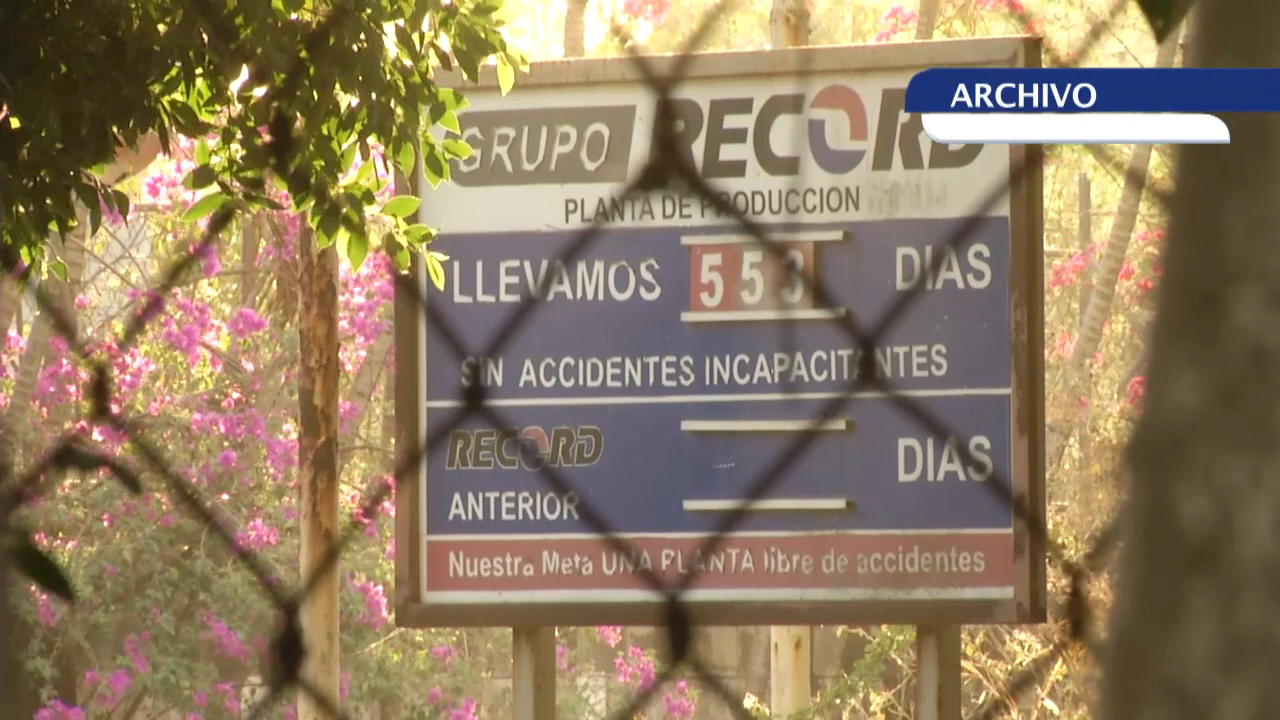 ARCHIVO
GRUPO RECORD
PLANTA DE PRODUCCION
LLEVAMOS 553 DIAS
SIN ACCIDENTES INCAPACITANTES
RECORD
ANTERIOR DIAS
Nuestra Meta UNA PLANTA libre de accidentes